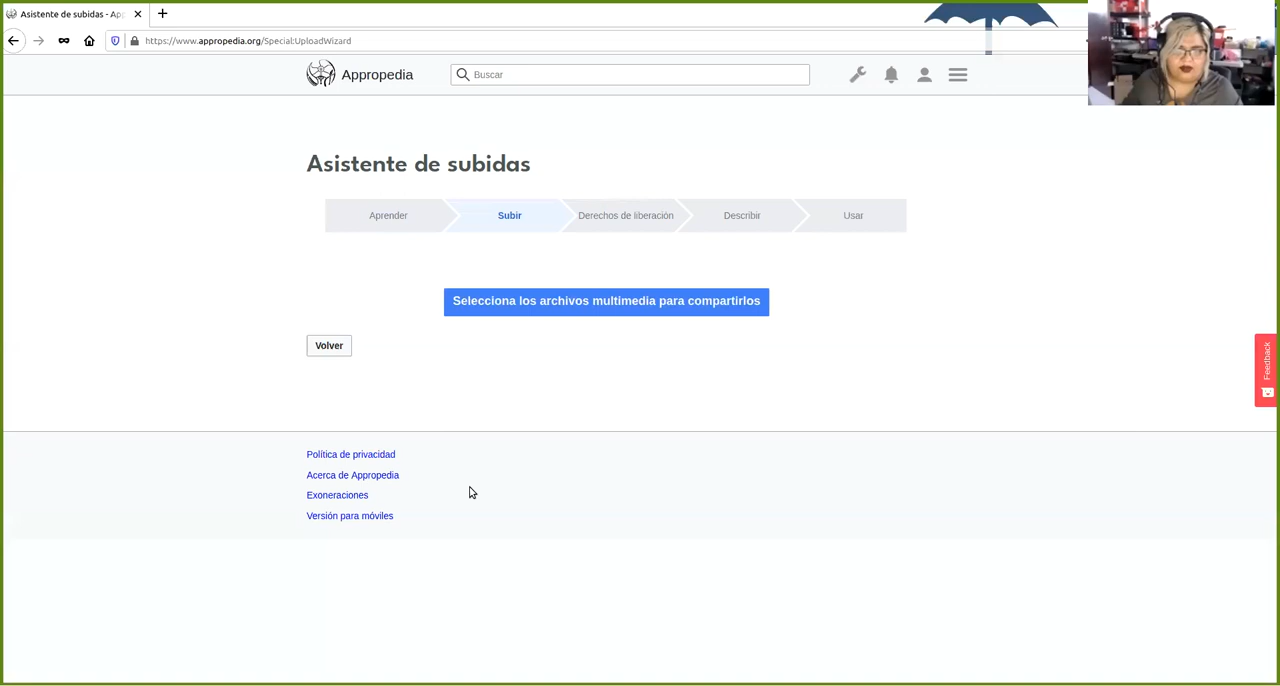 Asistente de subidas - Ap
https://www.appropedia.org/Special:UploadWizard
Appropedia
Buscar
Asistente de subidas
Aprender
Subir
Derechos de liberación
Describir
Usar
Selecciona los archivos multimedia para compartirlos
Volver
Feedback
Política de privacidad
Acerca de Appropedia
Exoneraciones
Versión para móviles